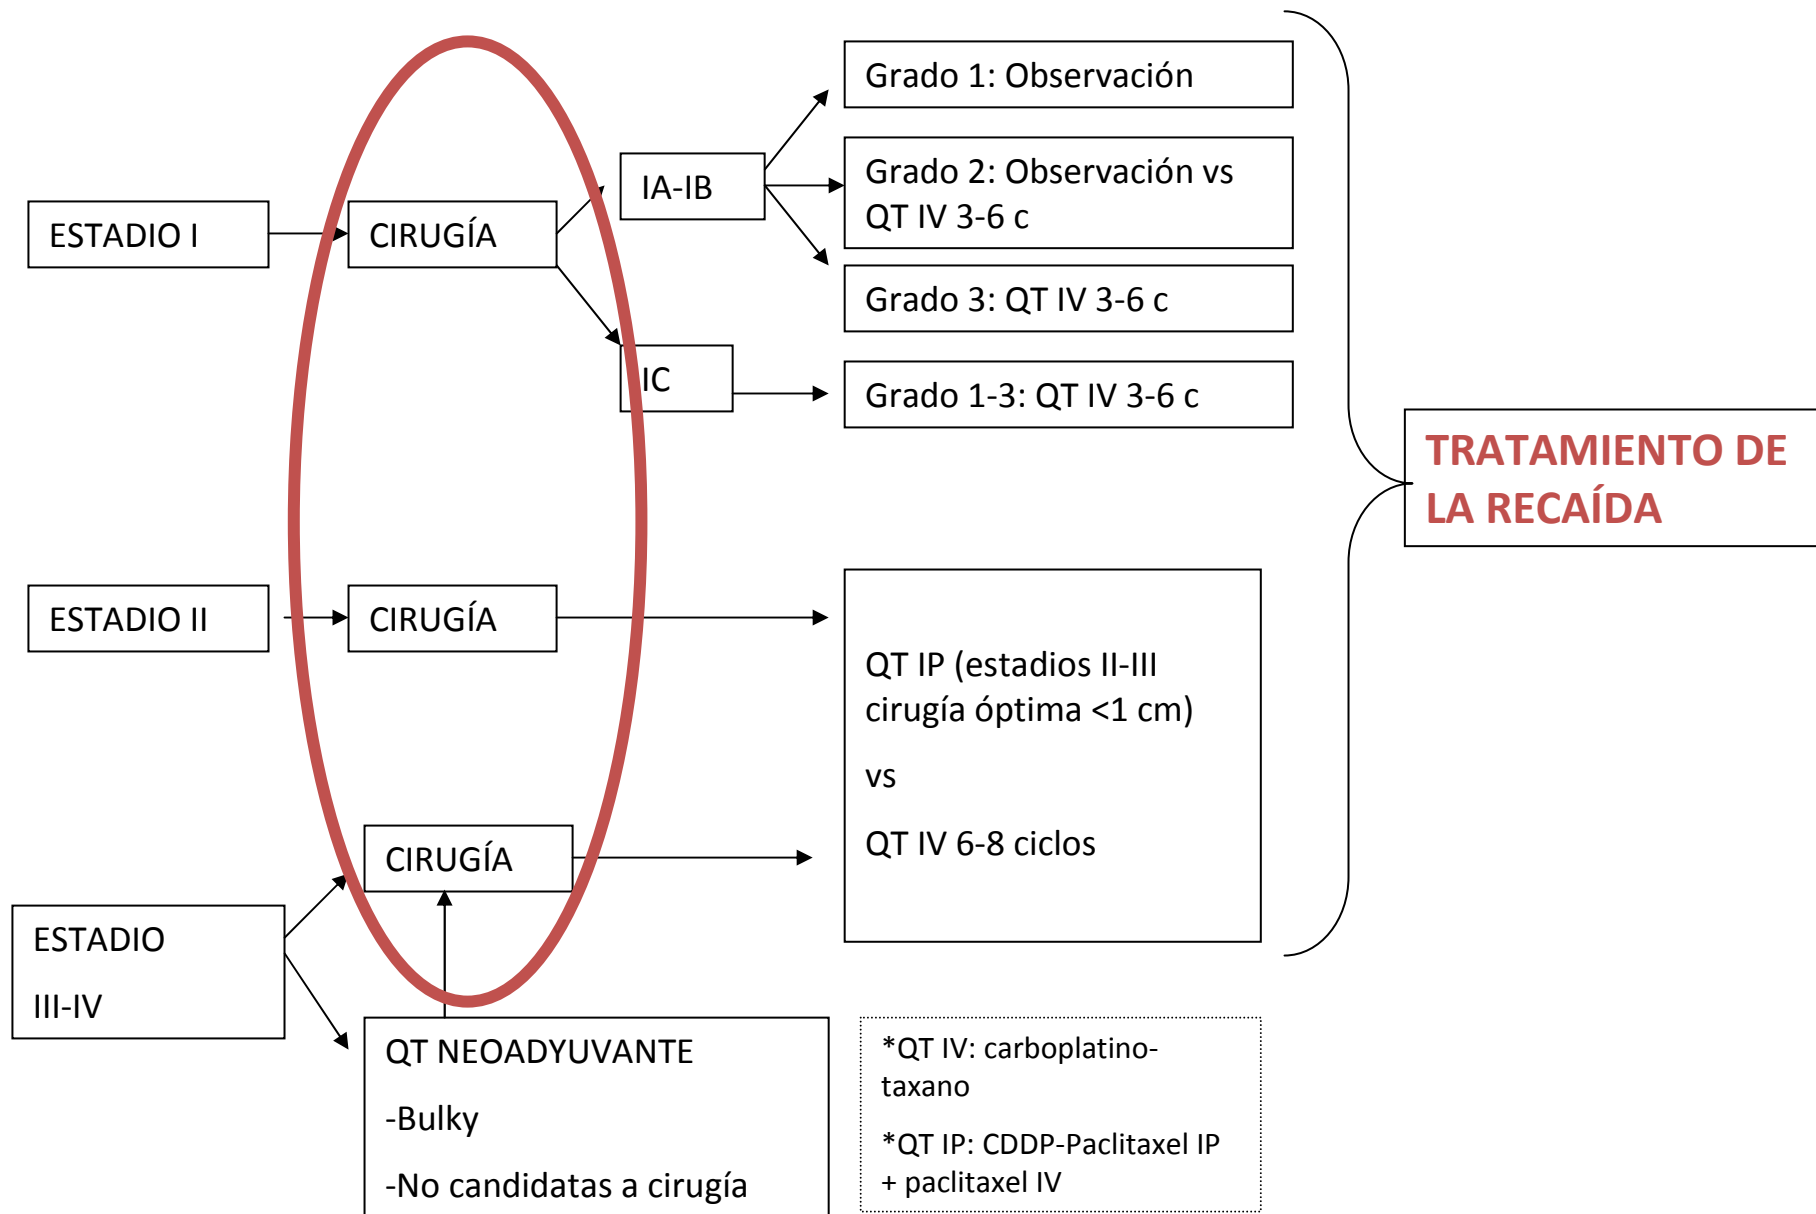 ESTADIO I
CIRUGÍA
IA-IB
IC
Grado 1: Observación
Grado 2: Observación vs
QT IV 3-6 c
Grado 3: QT IV 3-6 c
Grado 1-3: QT IV 3-6 c
TRATAMIENTO DE
LA RECAÍDA
ESTADIO II
CIRUGÍA
QT IP (estadios II-III
cirugía óptima <1 cm)
vs
QT IV 6-8 ciclos
CIRUGÍA
ESTADIO
III-IV
QT NEOADYUVANTE
-Bulky
-No candidatas a cirugía
*QT IV: carboplatino-
taxano
*QT IP: CDDP-Paclitaxel IP
+ paclitaxel IV